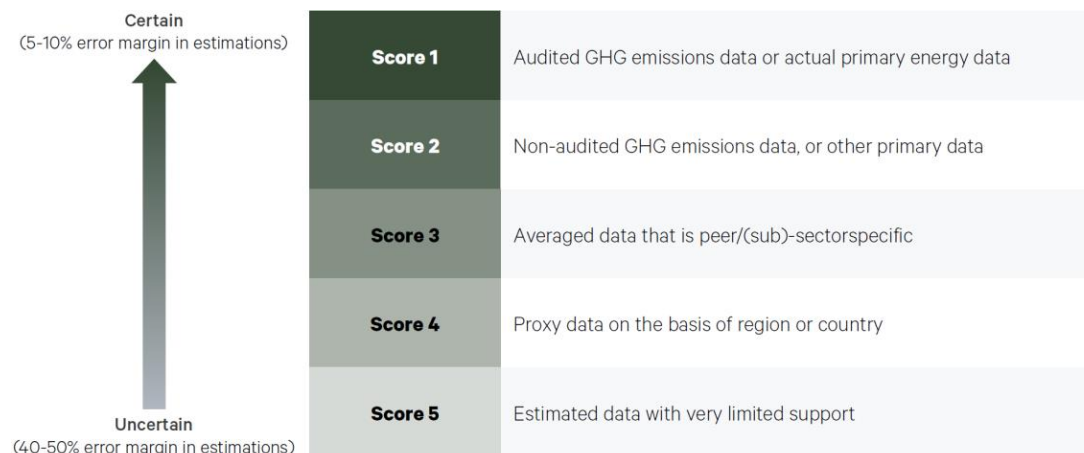 Certain
(5-10% error margin in estimations)
Score 1
Audited GHG emissions data or actual primary energy data
Score 2
Non-audited GHG emissions data, or other primary data
Score 3
Averaged data that is peer/(sub)-sectorspecific
Score 4
Proxy data on the basis of region or country
Score 5
Estimated data with very limited support
Uncertain
(40-50% error margin in estimations)